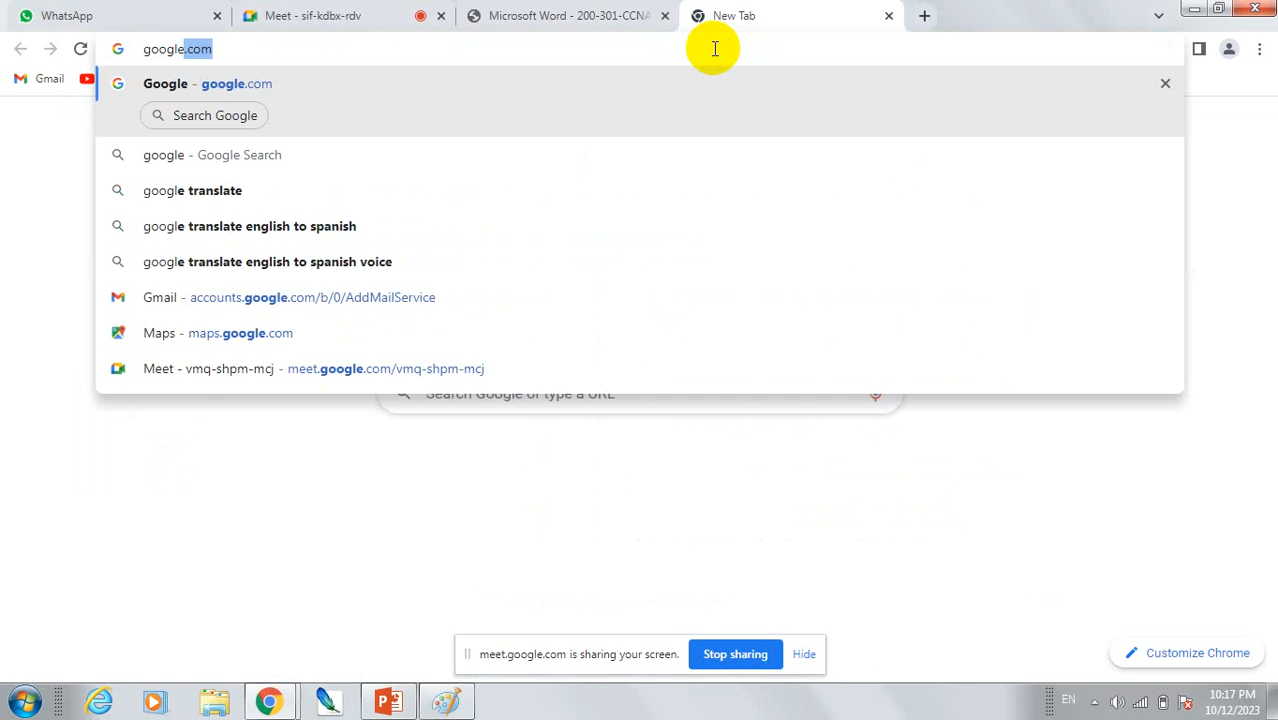 WhatsApp
Meet - sif-kdbx-rdv
Microsoft Word - 200-301-CCNA
New Tab
google.com
Gmail
Google - google.com
Search Google
google - Google Search
google translate
google translate english to spanish
google translate english to spanish voice
Gmail - accounts.google.com/b/0/AddMailService
Maps - maps.google.com
Meet - vmq-shpm-mcj - meet.google.com/vmq-shpm-mcj
Search Google or type a URL
meet.google.com is sharing your screen.
Stop sharing
Hide
Customize Chrome
EN
10:17 PM
10/12/2023